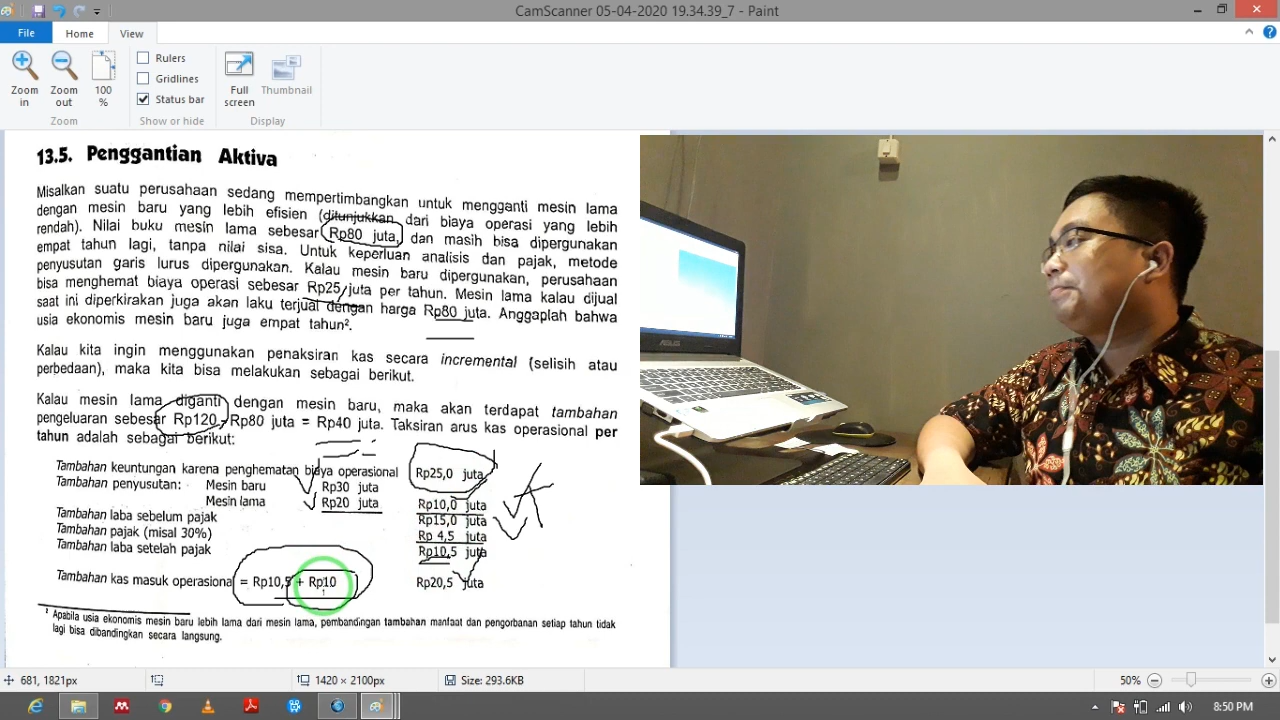 CamScanner 05-04-2020 19.34.39_7 - Paint
File
Home
View
Zoom in
Zoom out
100 %
Rulers
Gridlines
Status bar
Full screen
Thumbnail
Zoom
Show or hide
Display
13.5. Penggantian Aktiva
Misalkan suatu perusahaan sedang mempertimbangkan untuk mengganti mesin lama
dengan mesin baru yang lebih efisien (ditunjukkan dari biaya operasi yang lebih
rendah). Nilai buku mesin lama sebesar Rp80 juta, dan masih bisa dipergunakan
empat tahun lagi, tanpa nilai sisa. Untuk keperluan analisis dan pajak, metode
penyusutan garis lurus dipergunakan. Kalau mesin baru dipergunakan, perusahaan
bisa menghemat biaya operasi sebesar Rp25 juta per tahun. Mesin lama kalau dijual
saat ini diperkirakan juga akan laku terjual dengan harga Rp80 juta. Anggaplah bahwa
usia ekonomis mesin baru juga empat tahun².
Kalau kita ingin menggunakan penaksiran kas secara incremental (selisih atau
perbedaan), maka kita bisa melakukan sebagai berikut.
Kalau mesin lama diganti dengan mesin baru, maka akan terdapat tambahan
pengeluaran sebesar Rp120 - Rp80 juta = Rp40 juta. Taksiran arus kas operasional per
tahun adalah sebagai berikut:
Tambahan keuntungan karena penghematan biaya operasional Rp25,0 juta
Tambahan penyusutan: Mesin baru Rp30 juta
Mesin lama Rp20 juta Rp10,0 juta
Tambahan laba sebelum pajak Rp15,0 juta
Tambahan pajak (misal 30%) Rp 4,5 juta
Tambahan laba setelah pajak Rp10,5 juta
Tambahan kas masuk operasional = Rp10,5 + Rp10 Rp20,5 juta
² Apabila usia ekonomis mesin baru lebih lama dari mesin lama, pembandingan tambahan manfaat dan pengorbanan setiap tahun tidak
lagi bisa dibandingkan secara langsung.
ASUS
681, 1821px
1420 × 2100px
Size: 293.6KB
50%
8:50 PM